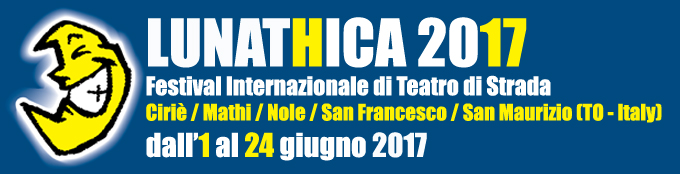 LUNATHICA 2017
Festival Internazionale di Teatro di Strada
Ciriè / Mathi / Nole / San Francesco / San Maurizio (TO - Italy)
dall'1 al 24 giugno 2017